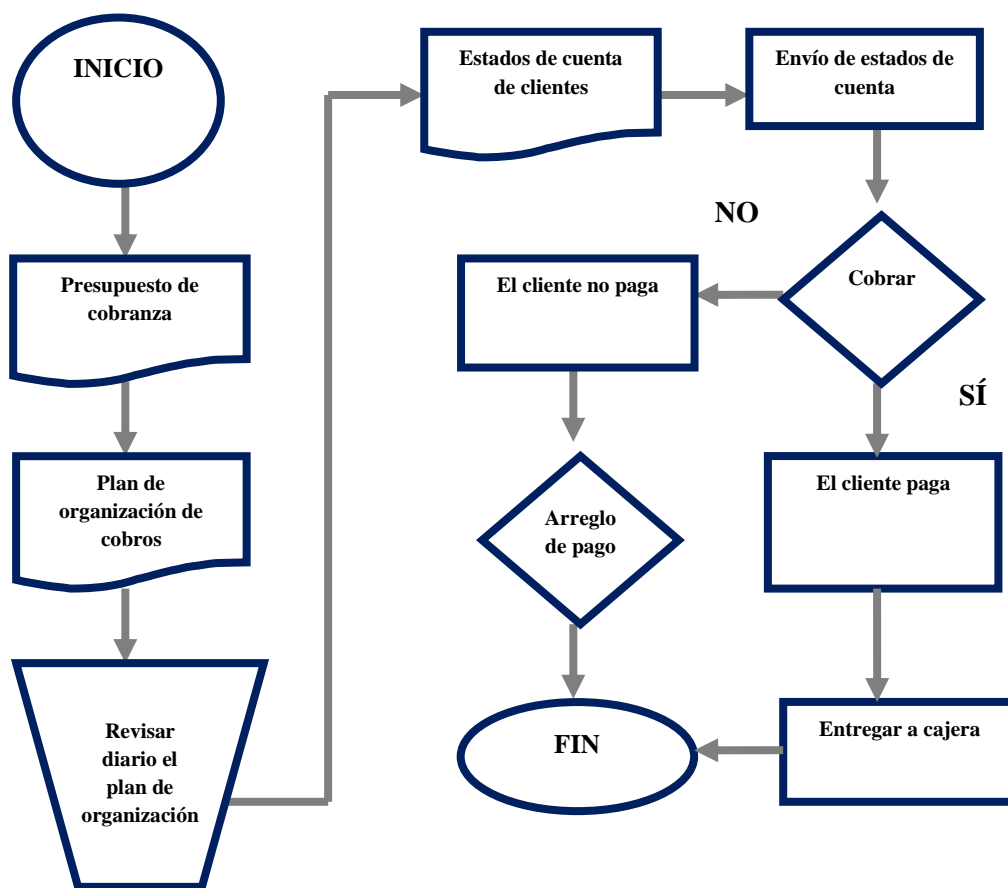 INICIO
Presupuesto de
cobranza
Plan de
organización de
cobros
Revisar
diario el
plan de
organización
Estados de cuenta
de clientes
Envío de estados de
cuenta
Cobrar
NO
El cliente no paga
Arreglo
de pago
SÍ
El cliente paga
Entregar a cajera
FIN